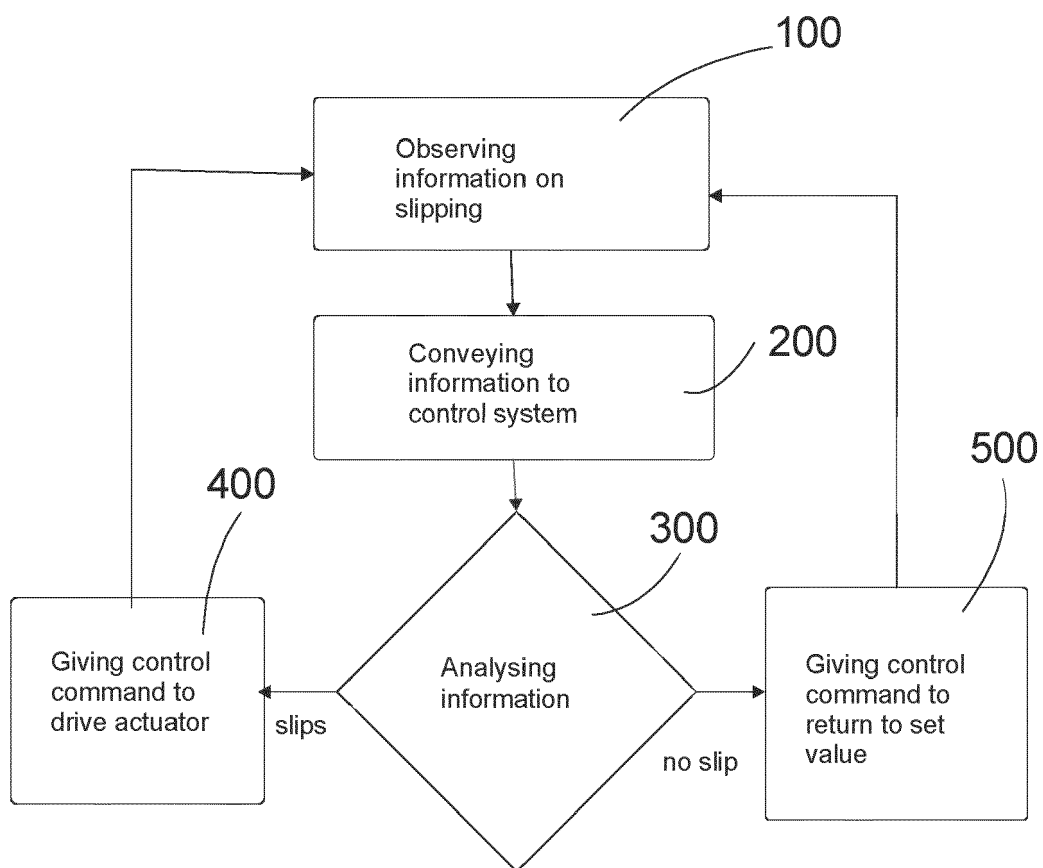 100
Observing
information on
slipping
200
Conveying
information to
control system
300
Analysing
information
400
Giving control
command to
drive actuator
slips
no slip
500
Giving control
command to
return to set
value